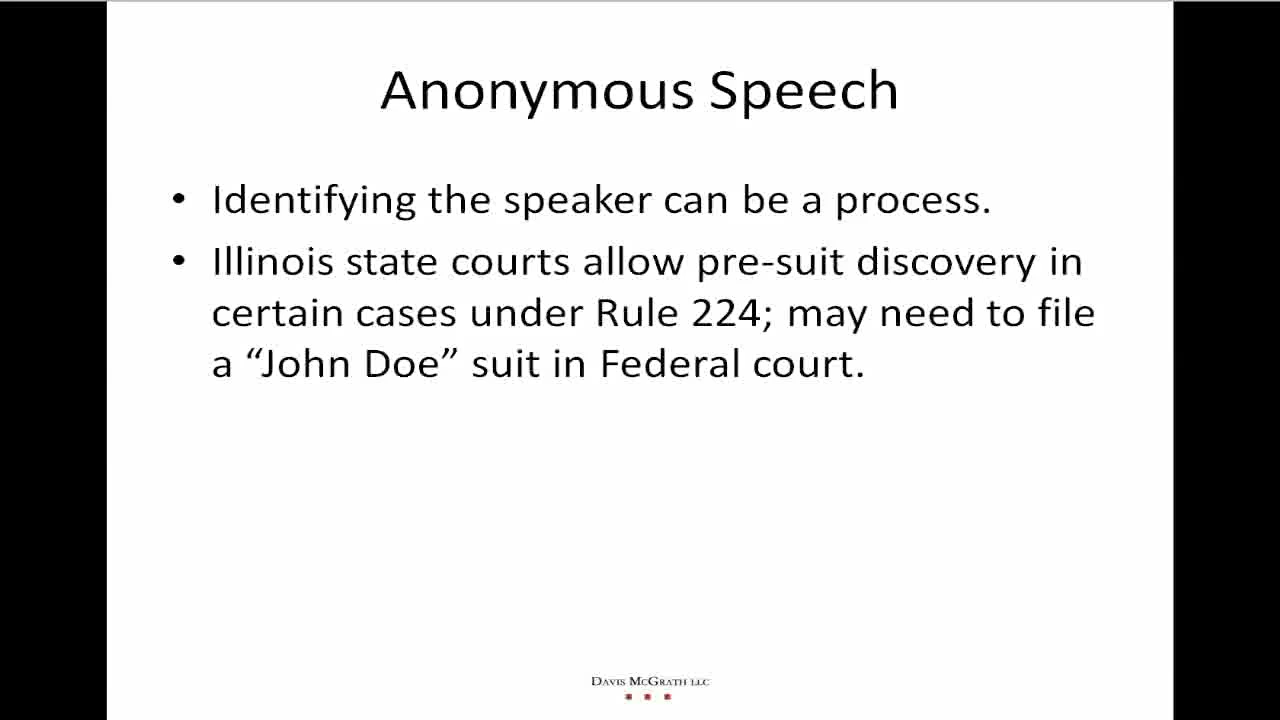 Anonymous Speech
• Identifying the speaker can be a process.
• Illinois state courts allow pre-suit discovery in
certain cases under Rule 224; may need to file
a “John Doe” suit in Federal court.
DAVIS MCGRATH LLC